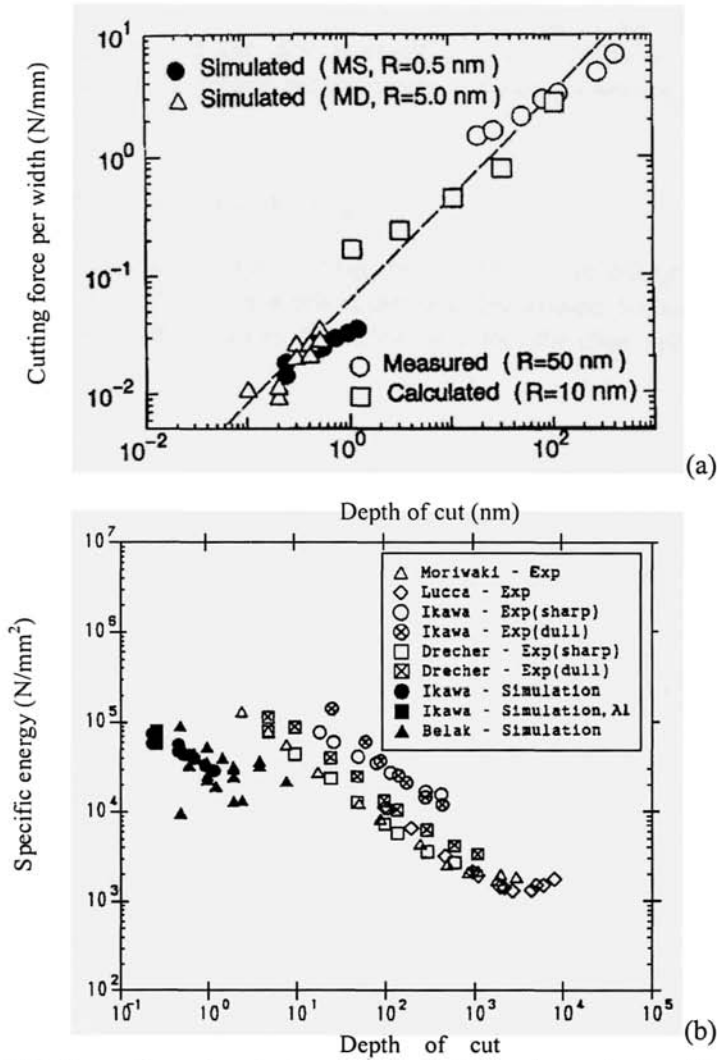 Cutting force per width (N/mm)
10^1
10^0
10^-1
10^-2
● Simulated ( MS, R=0.5 nm )
△ Simulated ( MD, R=5.0 nm )
○ Measured ( R=50 nm )
□ Calculated ( R=10 nm )
10^-2 10^0 10^2
(a)
Depth of cut (nm)
Specific energy (N/mm²)
10^7
10^6
10^5
10^4
10^3
10^2
△ Moriwaki - Exp
◇ Lucca - Exp
○ Ikawa - Exp(sharp)
⊗ Ikawa - Exp(dull)
□ Drecher - Exp(sharp)
⊠ Drecher - Exp(dull)
● Ikawa - Simulation
■ Ikawa - Simulation, Al
▲ Belak - Simulation
10^-1 10^0 10^1 10^2 10^3 10^4 10^5
Depth of cut
(b)